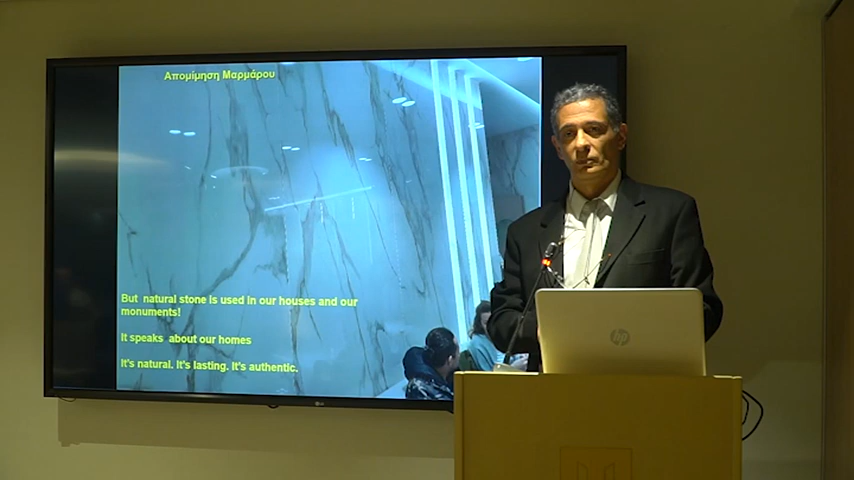 Απομίμηση Μαρμάρου
But natural stone is used in our houses and our
monuments!
It speaks about our homes
It's natural. It's lasting. It's authentic.
hp
LG